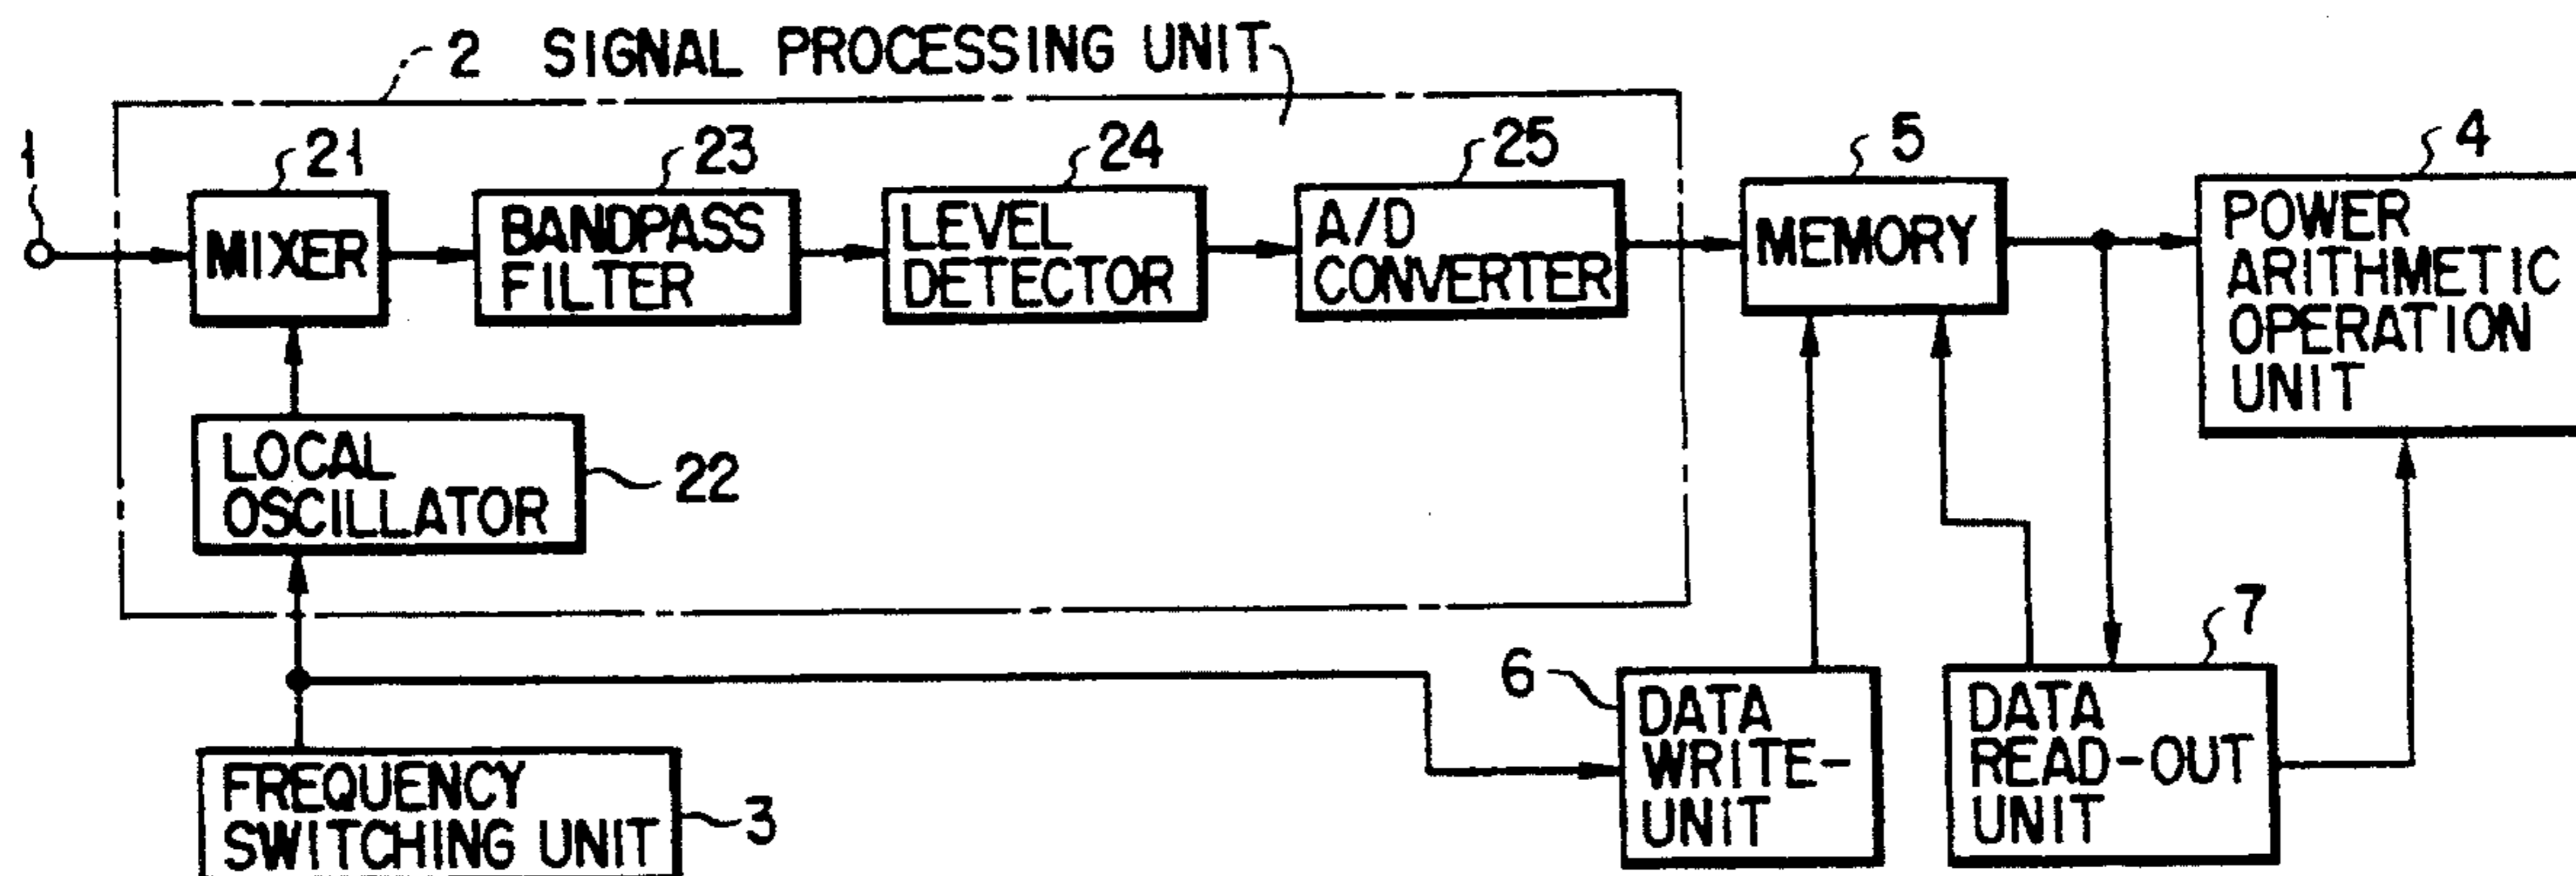 2 SIGNAL PROCESSING UNIT
1
21
MIXER
23
BANDPASS
FILTER
24
LEVEL
DETECTOR
25
A/D
CONVERTER
5
MEMORY
4
POWER
ARITHMETIC
OPERATION
UNIT
LOCAL
OSCILLATOR
22
FREQUENCY
SWITCHING UNIT
3
6
DATA
WRITE-
UNIT
7
DATA
READ-OUT
UNIT